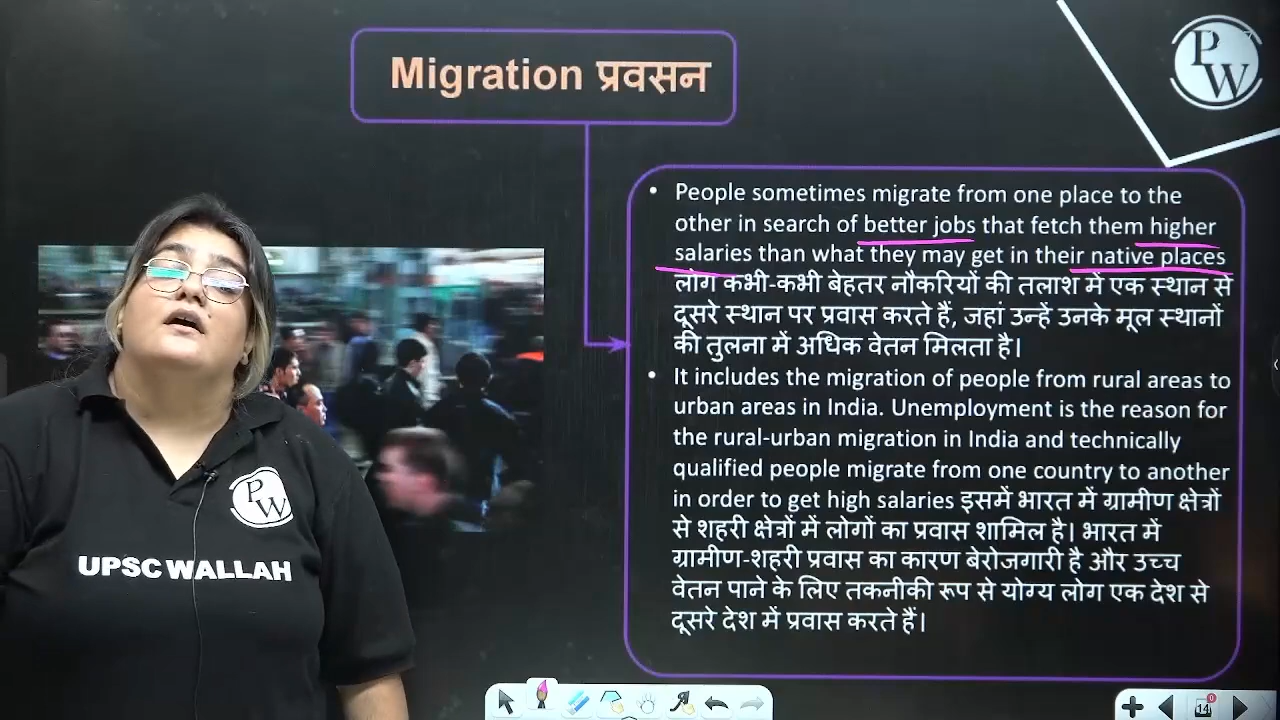 Migration प्रवसन
PW
• People sometimes migrate from one place to the
other in search of better jobs that fetch them higher
salaries than what they may get in their native places
लोग कभी-कभी बेहतर नौकरियों की तलाश में एक स्थान से
दूसरे स्थान पर प्रवास करते हैं, जहां उन्हें उनके मूल स्थानों
की तुलना में अधिक वेतन मिलता है।
• It includes the migration of people from rural areas to
urban areas in India. Unemployment is the reason for
the rural-urban migration in India and technically
qualified people migrate from one country to another
in order to get high salaries इसमें भारत में ग्रामीण क्षेत्रों
से शहरी क्षेत्रों में लोगों का प्रवास शामिल है। भारत में
ग्रामीण-शहरी प्रवास का कारण बेरोजगारी है और उच्च
वेतन पाने के लिए तकनीकी रूप से योग्य लोग एक देश से
दूसरे देश में प्रवास करते हैं।
PW
UPSC WALLAH
14